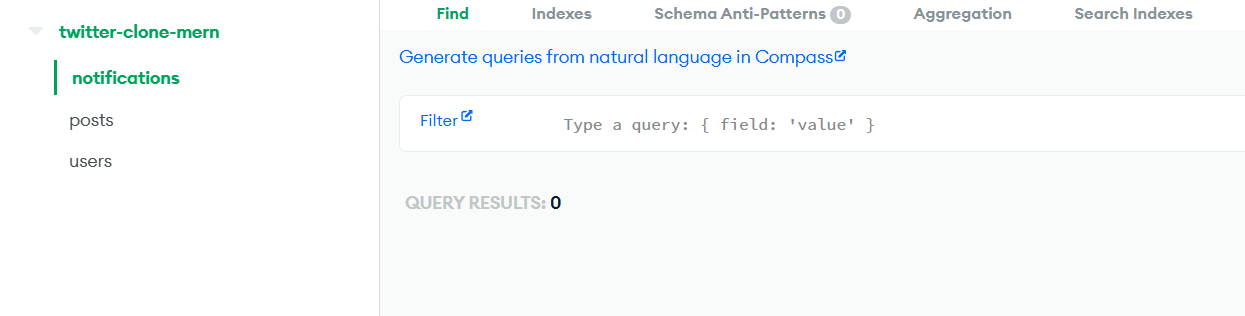 twitter-clone-mern
notifications
posts
users
Find Indexes Schema Anti-Patterns 0 Aggregation Search Indexes
Generate queries from natural language in Compass
Filter Type a query: { field: 'value' }
QUERY RESULTS: 0